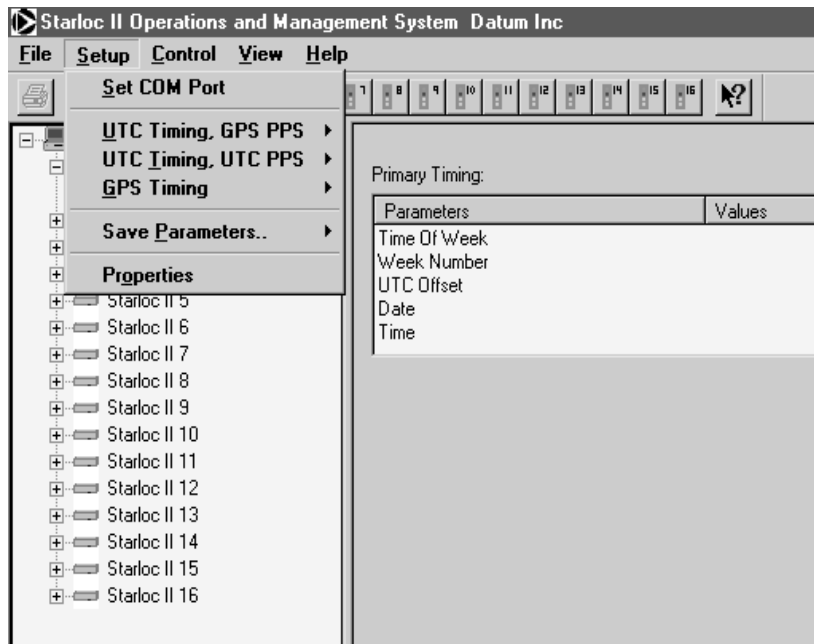 Starloc II Operations and Management System Datum Inc
File Setup Control View Help
Set COM Port
UTC Timing, GPS PPS
UTC Timing, UTC PPS
GPS Timing
Save Parameters..
Properties
7 8 9 10 11 12 13 14 15 16
Starloc II 5
Starloc II 6
Starloc II 7
Starloc II 8
Starloc II 9
Starloc II 10
Starloc II 11
Starloc II 12
Starloc II 13
Starloc II 14
Starloc II 15
Starloc II 16
Primary Timing:
Parameters Values
Time Of Week
Week Number
UTC Offset
Date
Time